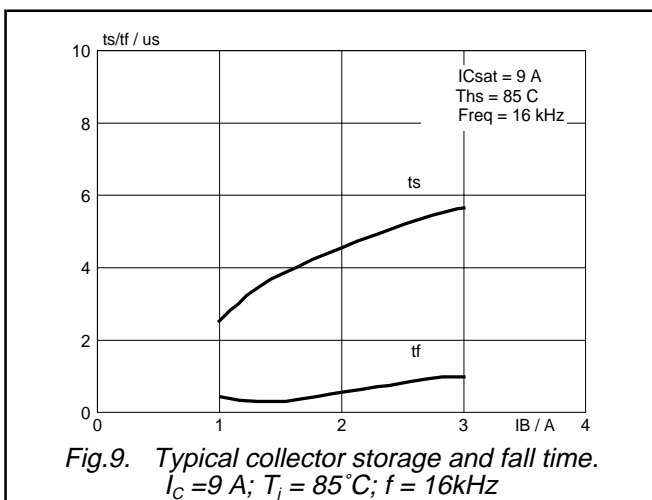 ts/tf / us
10
8
6
4
2
0
ICsat = 9 A
Ths = 85 C
Freq = 16 kHz
ts
tf
0 1 2 3 IB / A 4
Fig.9. Typical collector storage and fall time.
IC =9 A; Tj = 85˚C; f = 16kHz